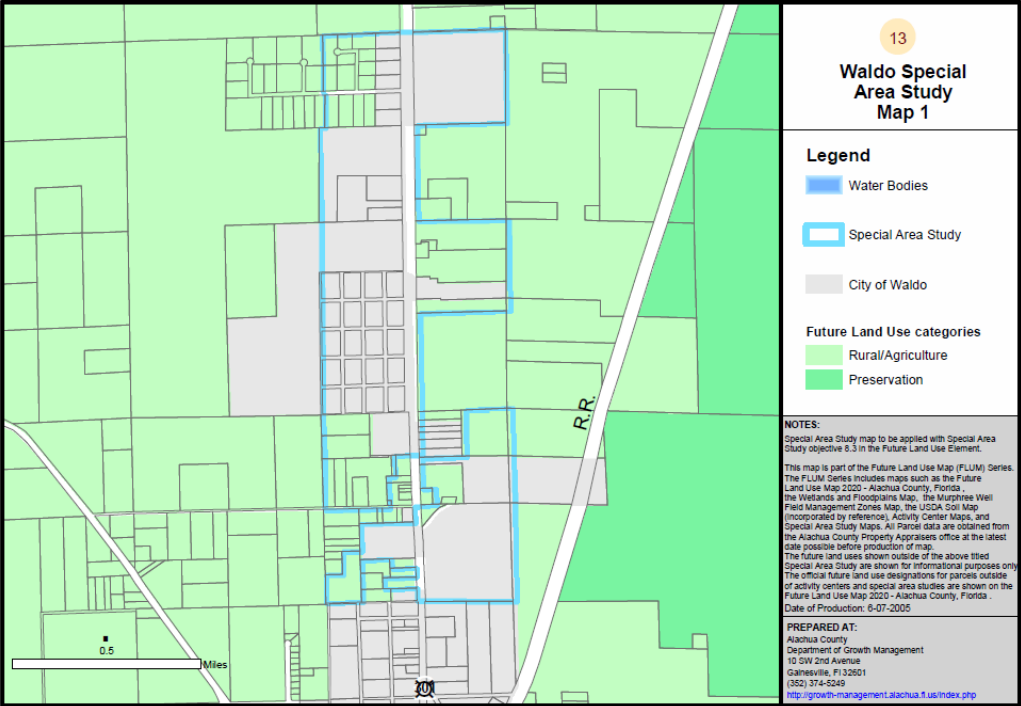 13
Waldo Special
Area Study
Map 1
Legend
Water Bodies
Special Area Study
City of Waldo
Future Land Use categories
Rural/Agriculture
Preservation
R.R.
0.5
Miles
NOTES:
Special Area Study map to be applied with Special Area
Study objective 8.3 in the Future Land Use Element.
This map is part of the Future Land Use Map (FLUM) Series.
The FLUM Series includes maps such as the Future
Land Use Map 2020 - Alachua County, Florida ,
the Wetlands and Floodplains Map, the Murphree Well
Field Management Zones Map, the USDA Soil Map
(incorporated by reference), Activity Center Maps, and
Special Area Study Maps. All Parcel data are obtained from
the Alachua County Property Appraisers office at the latest
date possible before production of map.
The future land uses shown outside of the above titled
Special Area Study are shown for informational purposes only
The official future land use designations for parcels outside
of activity centers and special area studies are shown on the
Future Land Use Map 2020 - Alachua County, Florida .
Date of Production: 6-07-2005
PREPARED AT:
Alachua County
Department of Growth Management
10 SW 2nd Avenue
Gainesville, Fl 32601
(352) 374-5249
http://growth-management.alachua.fl.us/index.php